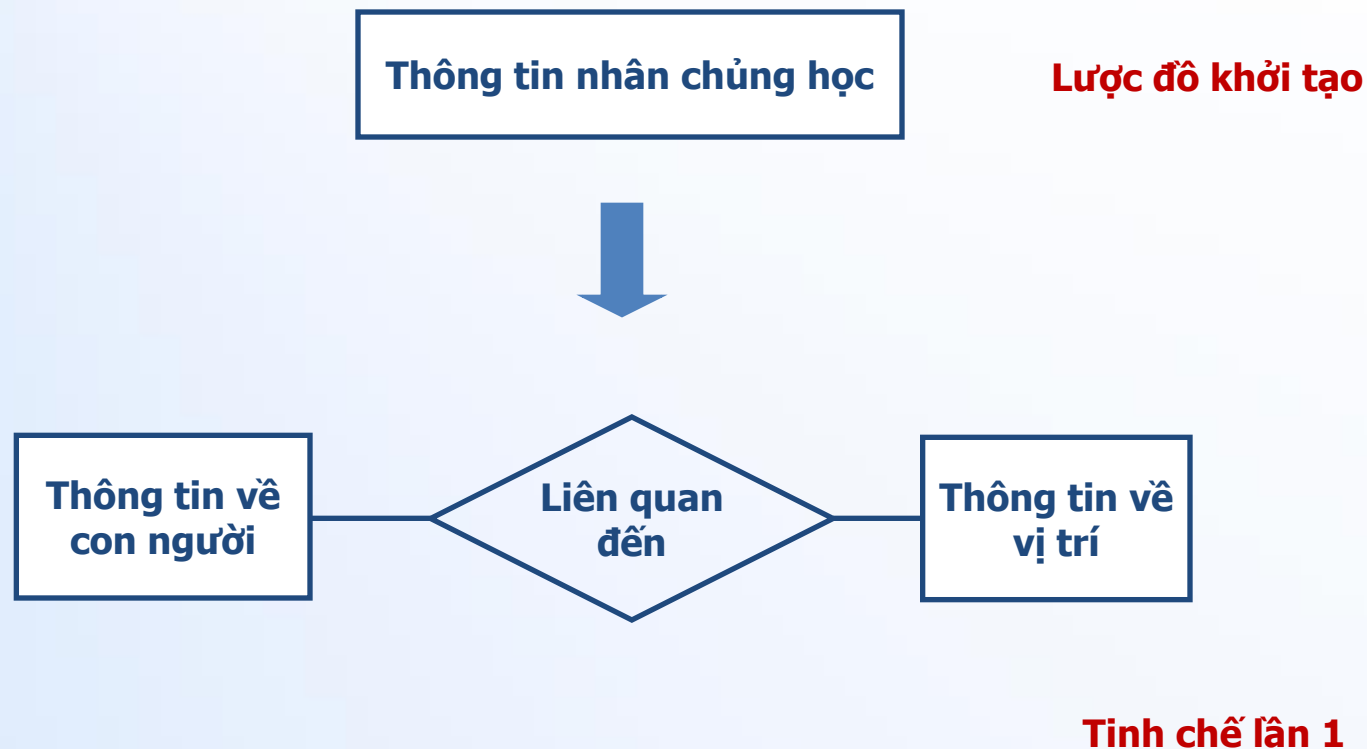 Thông tin nhân chủng học
Lược đồ khởi tạo
Thông tin về
con người
Liên quan
đến
Thông tin về
vị trí
Tinh chế lần 1